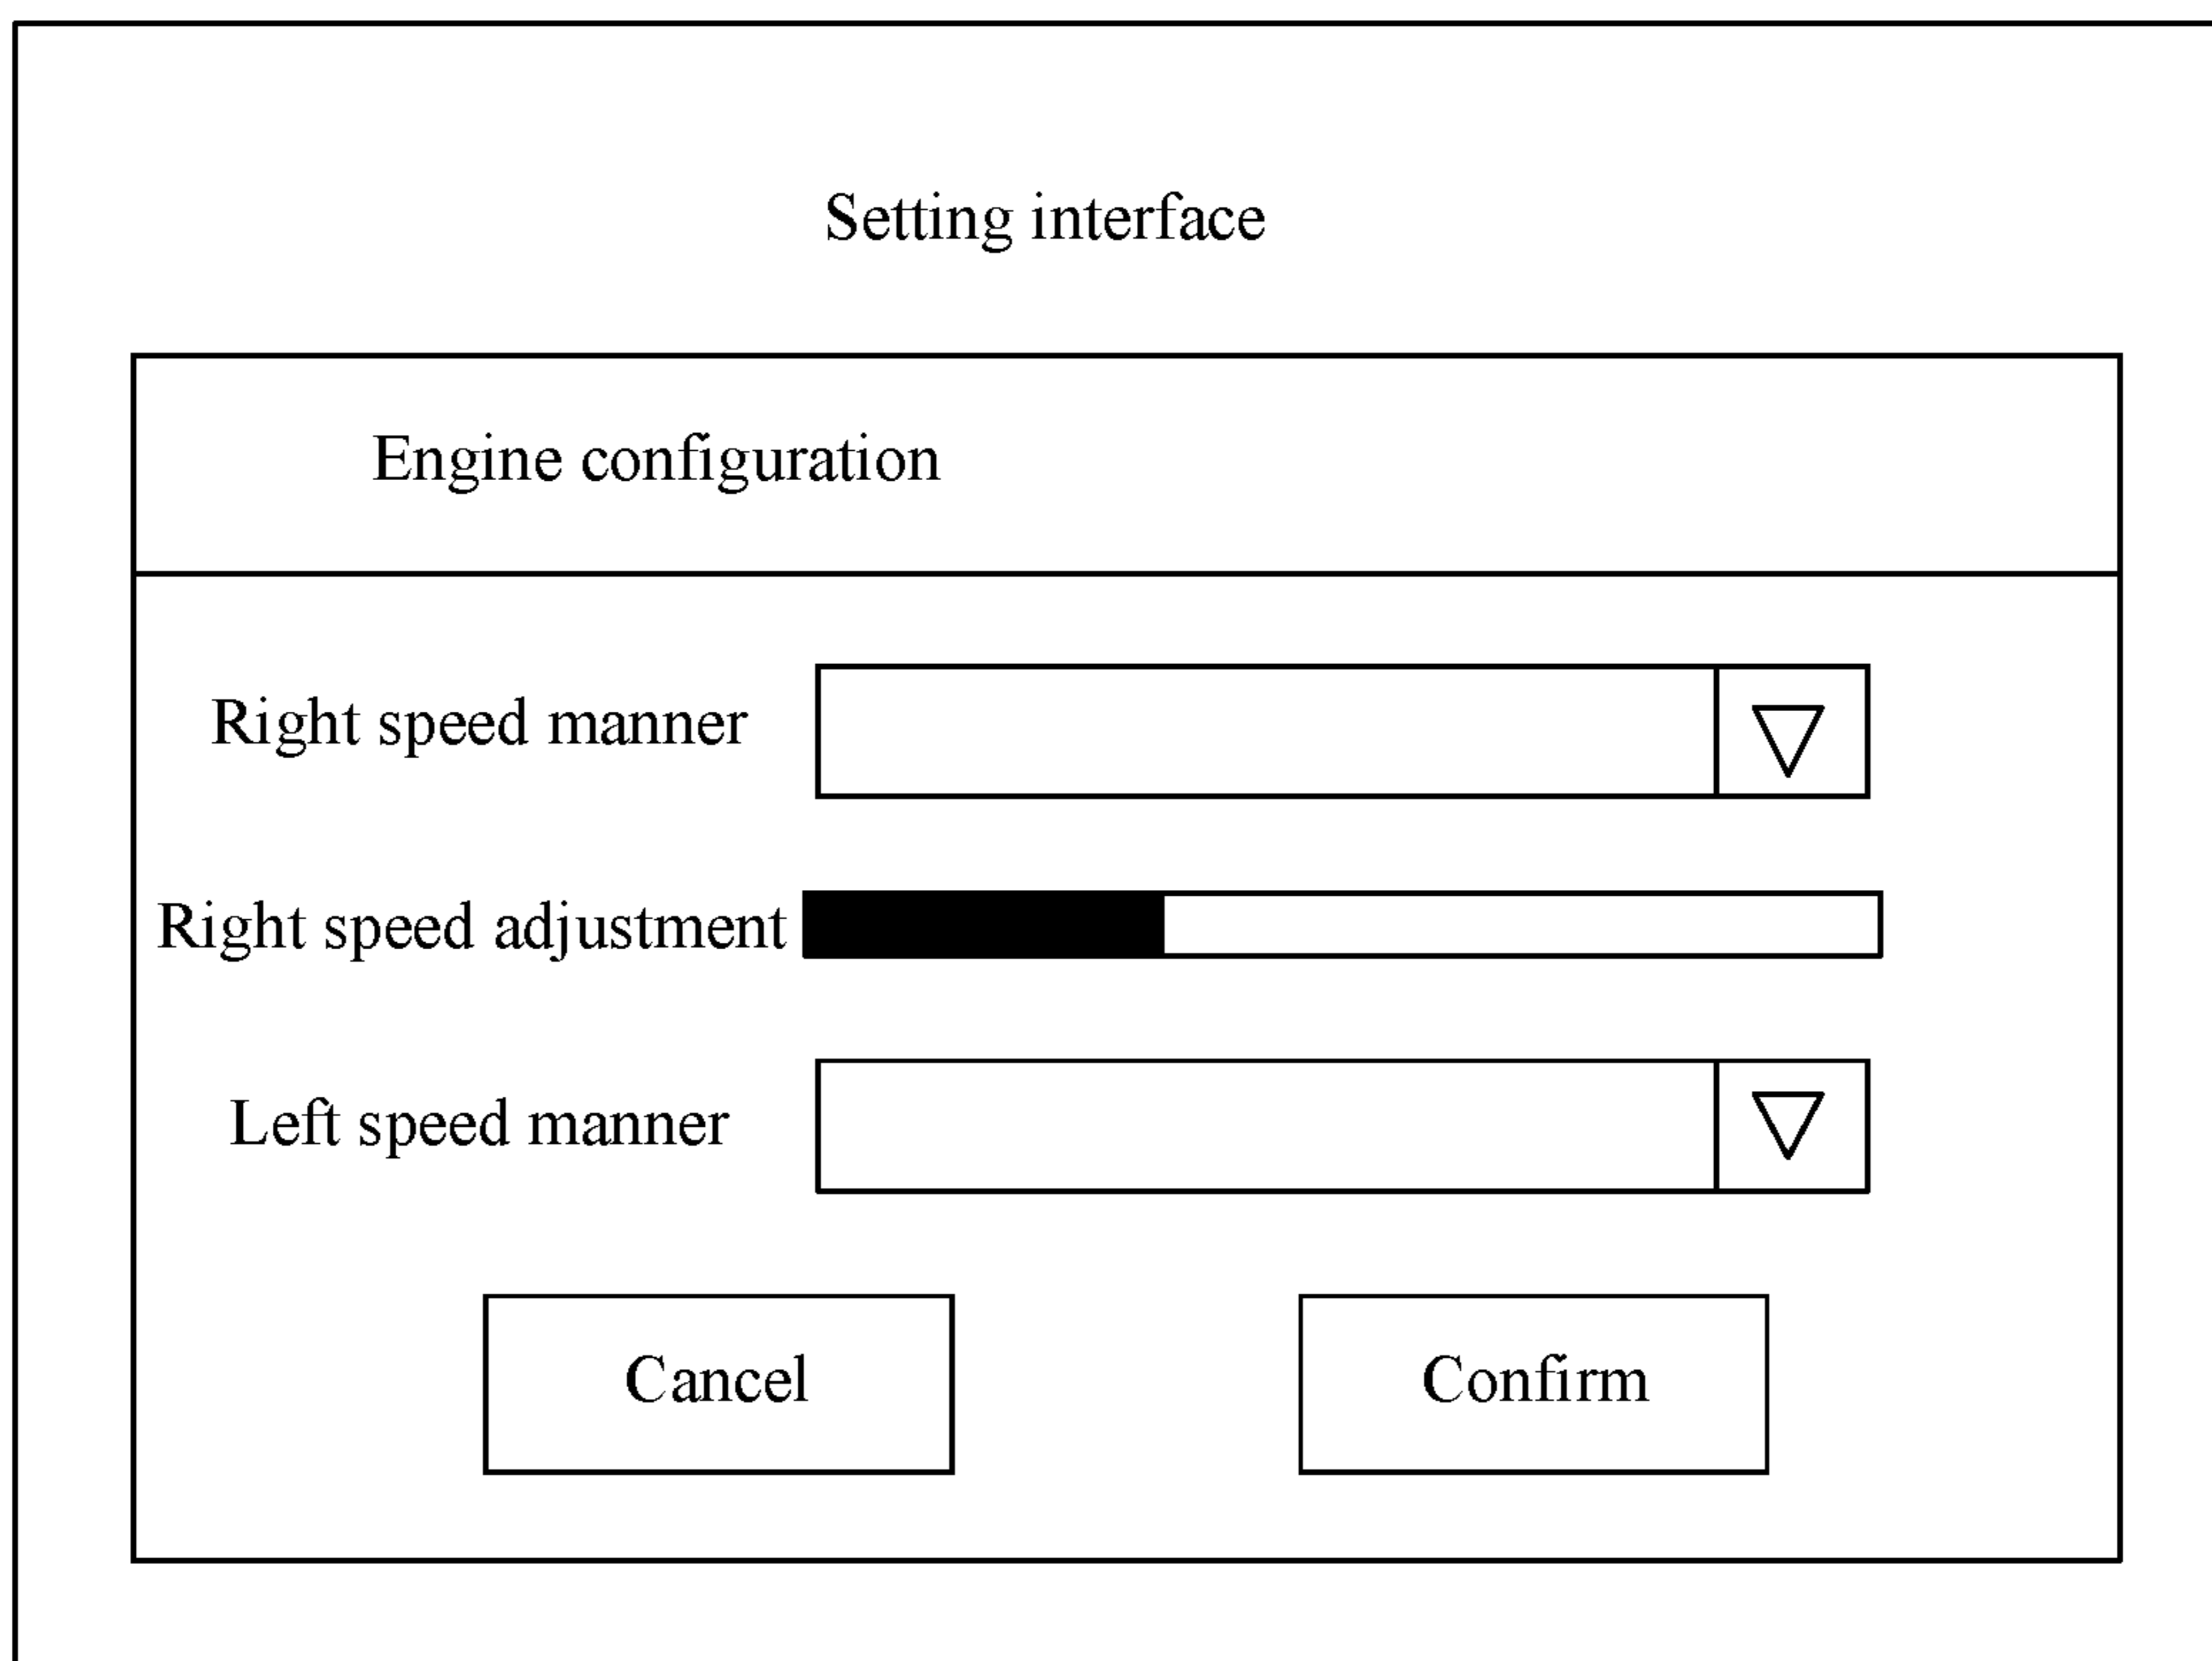 Setting interface
Engine configuration
Right speed manner
Right speed adjustment
Left speed manner
Cancel
Confirm